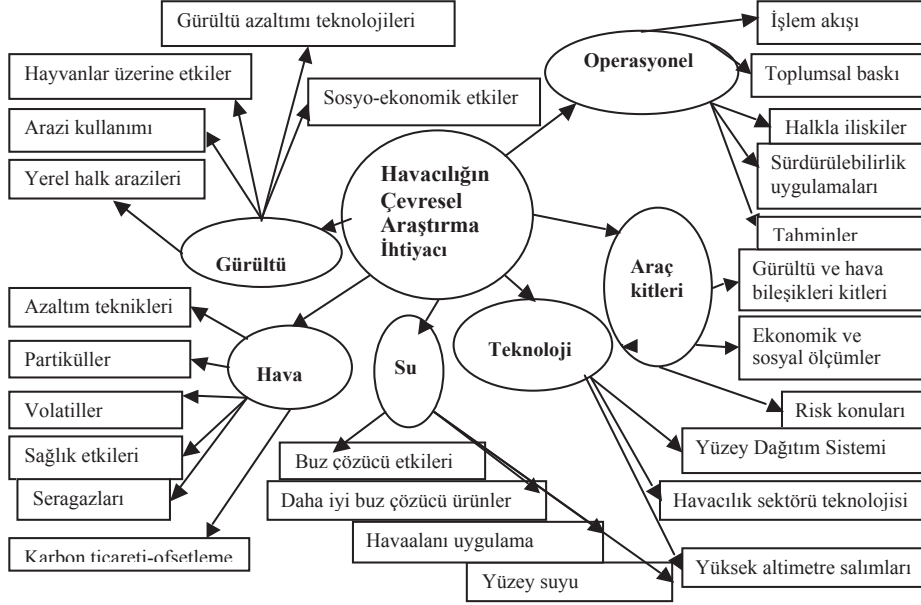 Gürültü azaltımı teknolojileri
Hayvanlar üzerine etkiler
Sosyo-ekonomik etkiler
Arazi kullanımı
Yerel halk arazileri
Gürültü
Havacılığın
Çevresel
Araştırma
İhtiyacı
Operasyonel
İşlem akışı
Toplumsal baskı
Halkla iliskiler
Sürdürülebilirlik
uygulamaları
Tahminler
Araç
kitleri
Gürültü ve hava
bileşikleri kitleri
Ekonomik ve
sosyal ölçümler
Risk konuları
Teknoloji
Yüzey Dağıtım Sistemi
Havacılık sektörü teknolojisi
Yüksek altimetre salımları
Su
Buz çözücü etkileri
Daha iyi buz çözücü ürünler
Havaalanı uygulama
Yüzey suyu
Hava
Azaltım teknikleri
Partiküller
Volatiller
Sağlık etkileri
Seragazları
Karbon ticareti-ofsetleme